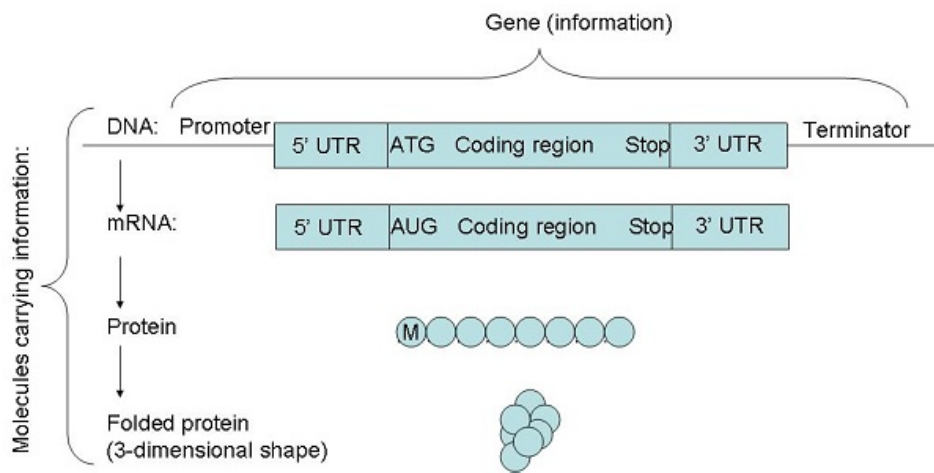 Gene (information)
Molecules carrying information:
DNA: Promoter 5' UTR ATG Coding region Stop 3' UTR Terminator
mRNA: 5' UTR AUG Coding region Stop 3' UTR
Protein M
Folded protein
(3-dimensional shape)